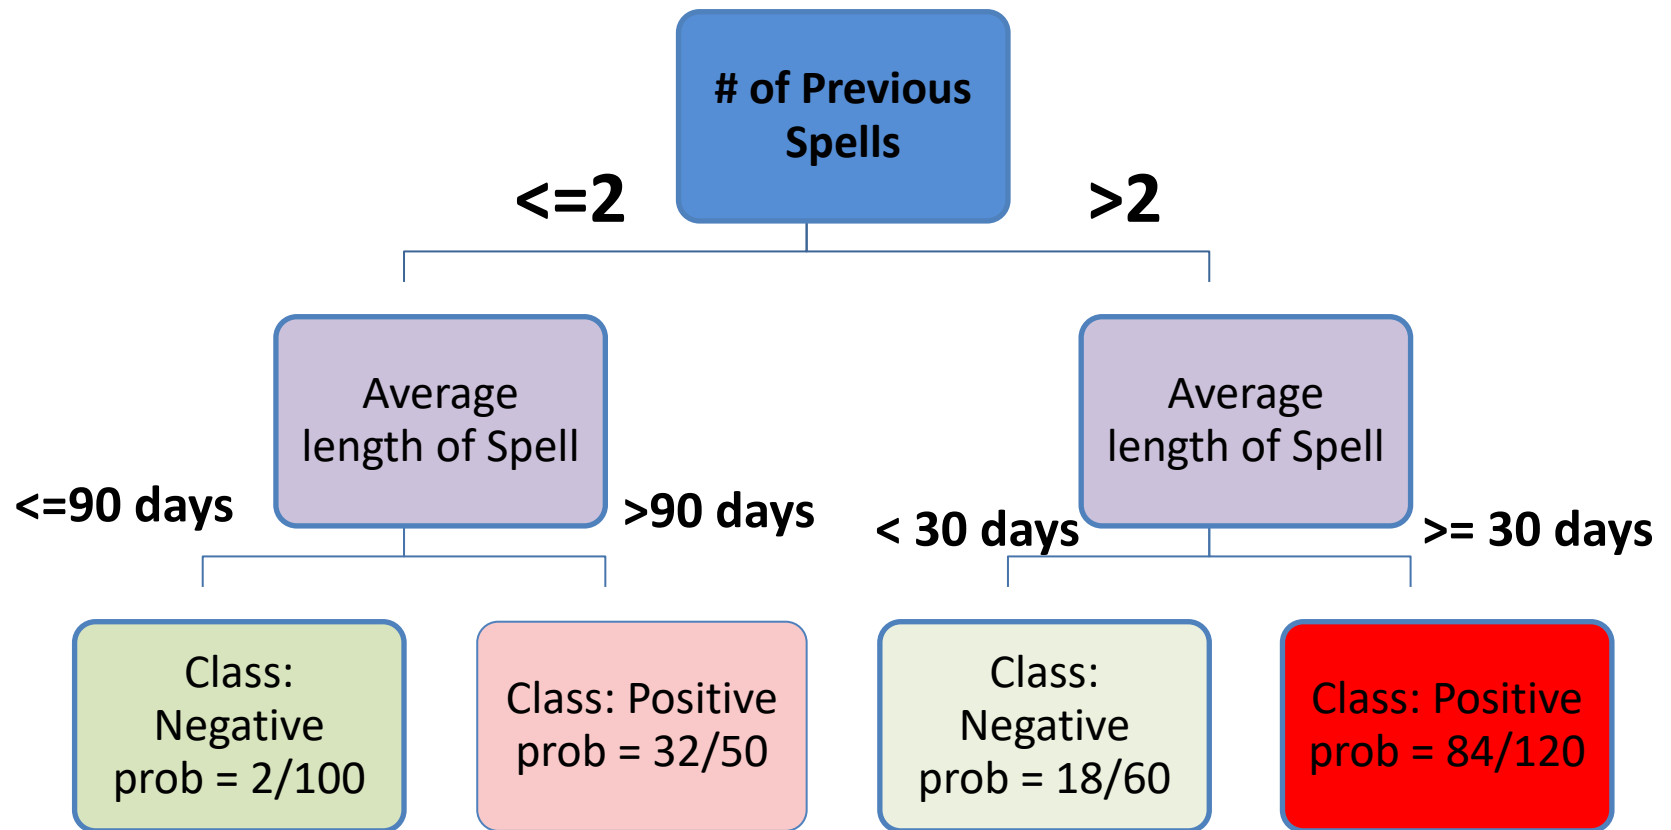 # of Previous
Spells
<=2
>2
Average
length of Spell
Average
length of Spell
<=90 days
>90 days
< 30 days
>= 30 days
Class:
Negative
prob = 2/100
Class: Positive
prob = 32/50
Class:
Negative
prob = 18/60
Class: Positive
prob = 84/120